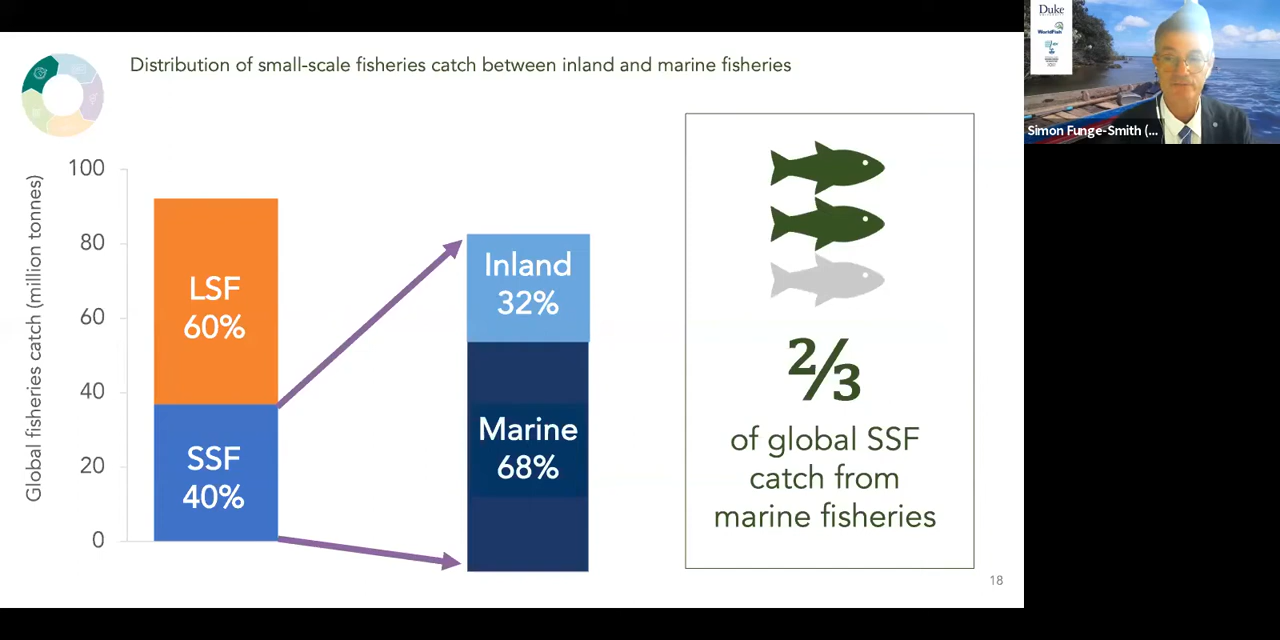 Distribution of small-scale fisheries catch between inland and marine fisheries
Global fisheries catch (million tonnes)
100
80
60
40
20
0
LSF
60%
SSF
40%
Inland
32%
Marine
68%
2/3
of global SSF
catch from
marine fisheries
18
Duke
WorldFish
Simon Funge-Smith (...